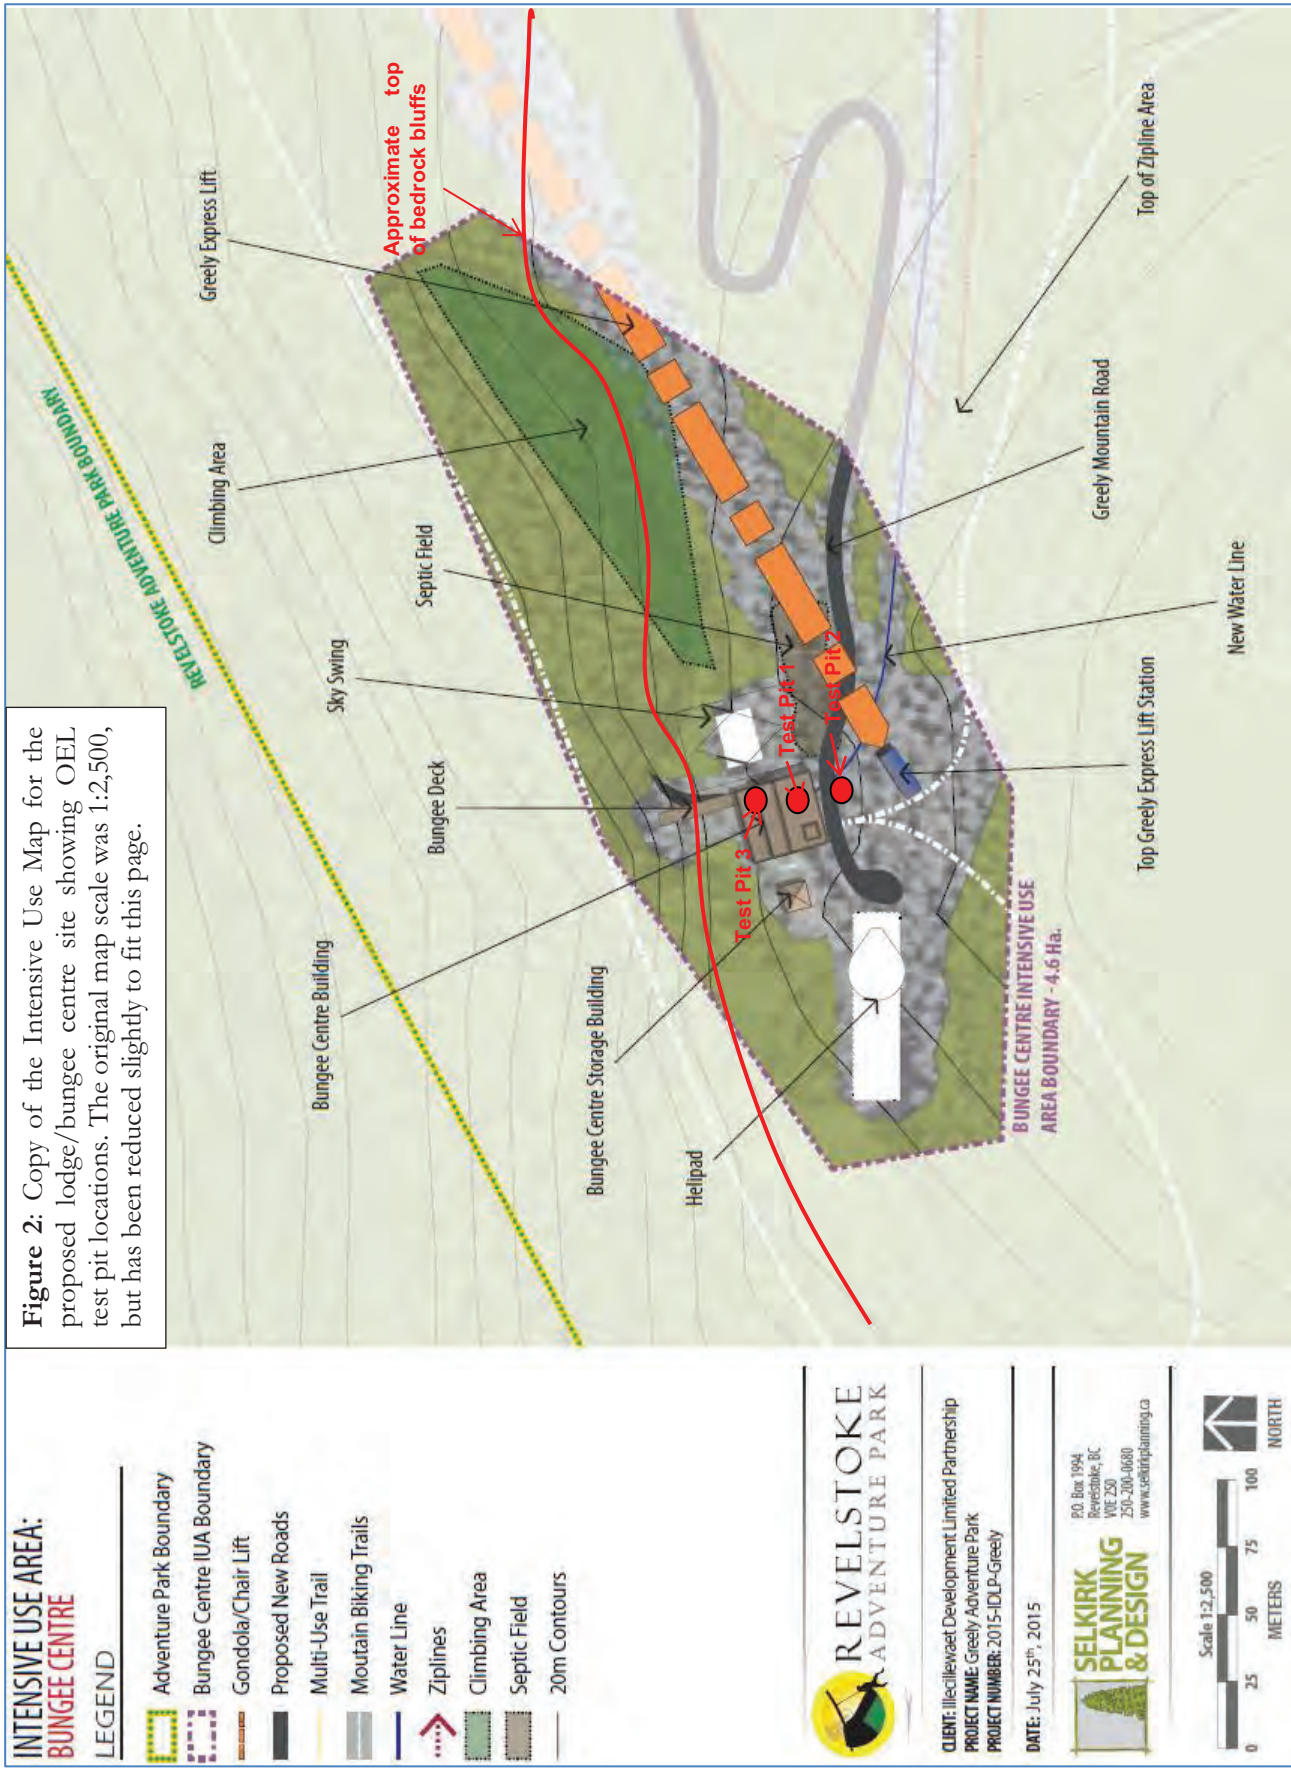 Figure 2: Copy of the Intensive Use Map for the
proposed lodge/bungee centre site showing OEL
test pit locations. The original map scale was 1:2,500,
but has been reduced slightly to fit this page.
INTENSIVE USE AREA:
BUNGEE CENTRE
LEGEND
Adventure Park Boundary
Bungee Centre IUA Boundary
Gondola/Chair Lift
Proposed New Roads
Multi-Use Trail
Moutain Biking Trails
Water Line
Ziplines
Climbing Area
Septic Field
20m Contours
REVELSTOKE
ADVENTURE PARK
CLIENT: Illecillewaet Development Limited Partnership
PROJECT NAME: Greely Adventure Park
PROJECT NUMBER: 2015-IDLP-Greely
DATE: July 25th, 2015
SELKIRK
PLANNING
& DESIGN
P.O. Box 1994
Revelstoke, BC
V0E 2S0
250-200-0680
www.selkirkplanning.ca
Scale 1:2,500
0 25 50 75 100
METERS
NORTH
REVELSTOKE ADVENTURE PARK BOUNDARY
Bungee Centre Building
Bungee Deck
Sky Swing
Septic Field
Climbing Area
Greely Express Lift
Approximate top
of bedrock bluffs
Bungee Centre Storage Building
Helipad
Test Pit 3
Test Pit 1
Test Pit 2
BUNGEE CENTRE INTENSIVE USE
AREA BOUNDARY - 4.6 Ha.
Top Greely Express Lift Station
New Water Line
Greely Mountain Road
Top of Zipline Area